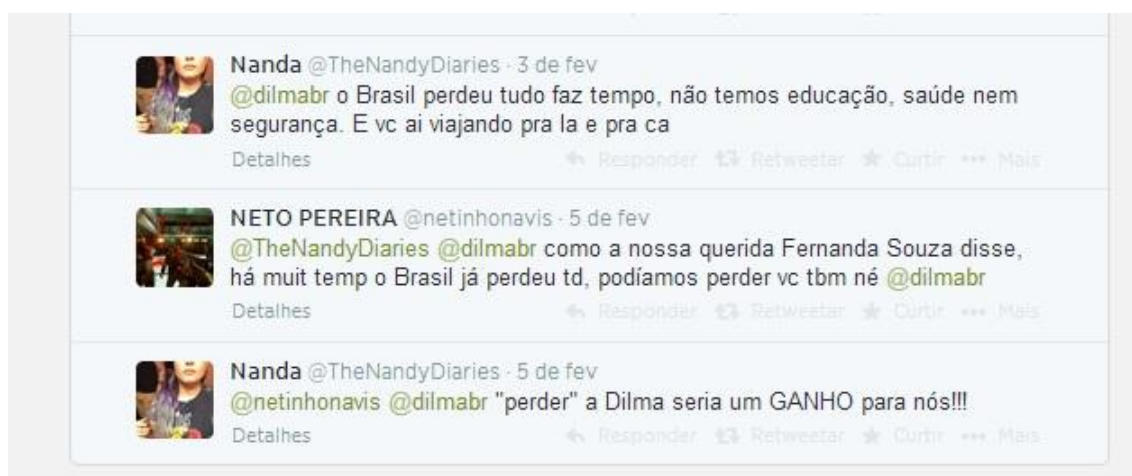 Nanda @TheNandyDiaries · 3 de fev
@dilmabr o Brasil perdeu tudo faz tempo, não temos educação, saúde nem
segurança. E vc ai viajando pra la e pra ca
Detalhes Responder Retweetar Curtir Mais
NETO PEREIRA @netinhonavis · 5 de fev
@TheNandyDiaries @dilmabr como a nossa querida Fernanda Souza disse,
há muit temp o Brasil já perdeu td, podíamos perder vc tbm né @dilmabr
Detalhes Responder Retweetar Curtir Mais
Nanda @TheNandyDiaries · 5 de fev
@netinhonavis @dilmabr "perder" a Dilma seria um GANHO para nós!!!
Detalhes Responder Retweetar Curtir Mais